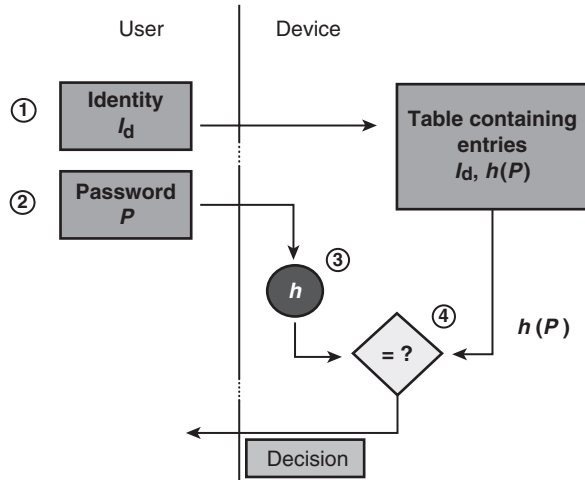 User
Device
①
Identity
Id
Table containing
entries
Id, h(P)
②
Password
P
③
h
④
= ?
h(P)
Decision